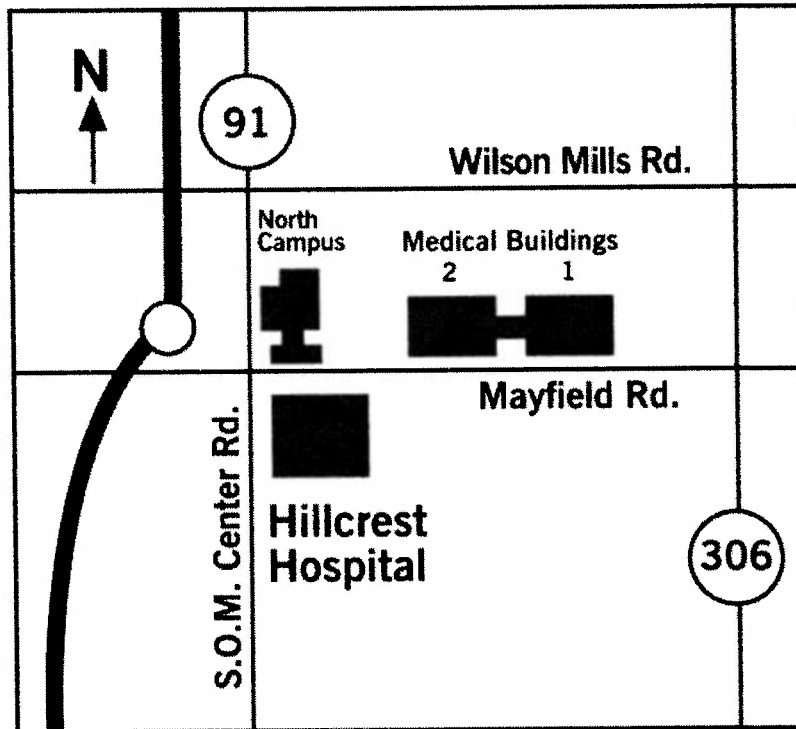 N
91
Wilson Mills Rd.
North
Campus
Medical Buildings
2 1
Mayfield Rd.
S.O.M. Center Rd.
Hillcrest
Hospital
306